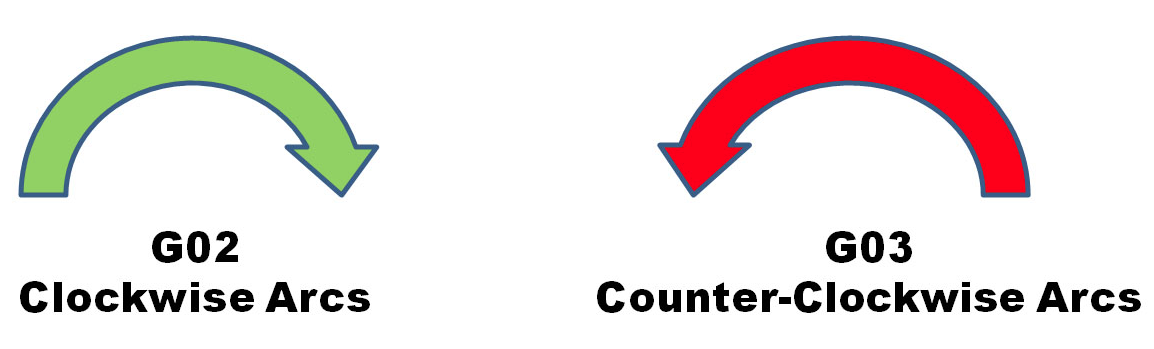 G02
Clockwise Arcs
G03
Counter-Clockwise Arcs